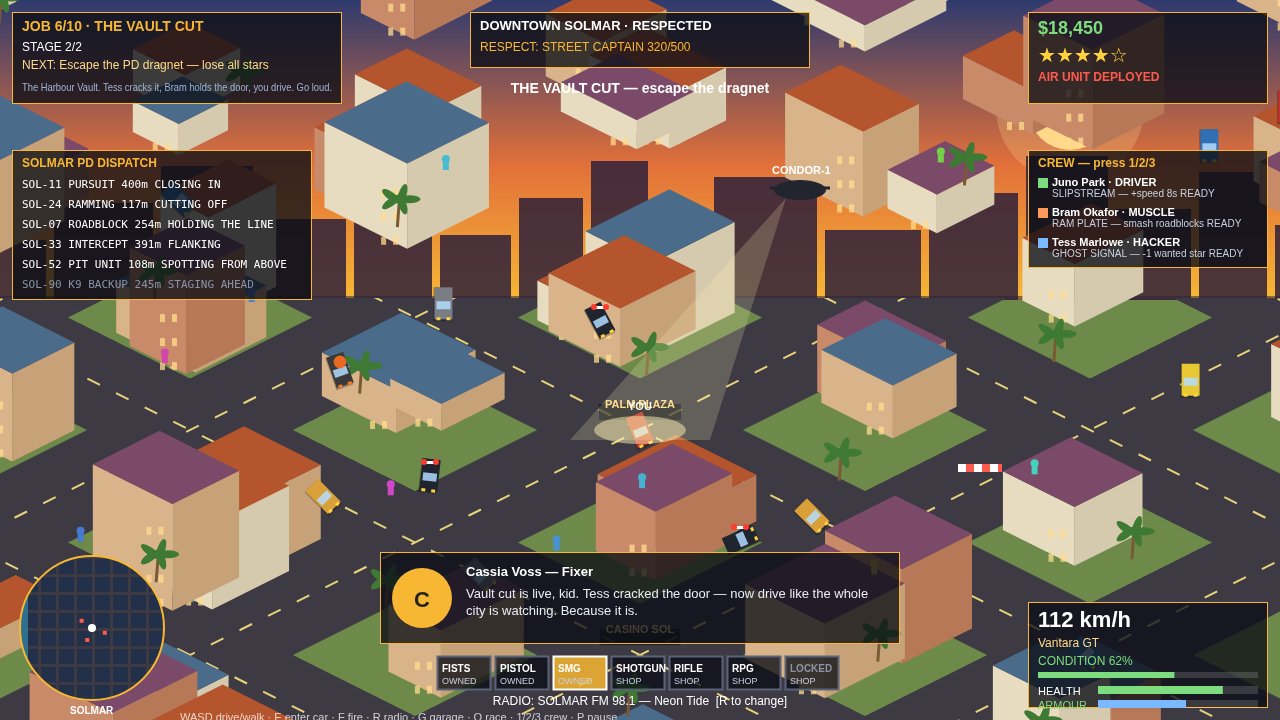 JOB 6/10 · THE VAULT CUT
STAGE 2/2
NEXT: Escape the PD dragnet — lose all stars
The Harbour Vault. Tess cracks it, Bram holds the door, you drive. Go loud.
DOWNTOWN SOLMAR · RESPECTED
RESPECT: STREET CAPTAIN 320/500
THE VAULT CUT — escape the dragnet
$18,450
★★★★☆
AIR UNIT DEPLOYED
SOLMAR PD DISPATCH
SOL-11 PURSUIT 400m CLOSING IN
SOL-24 RAMMING 117m CUTTING OFF
SOL-07 ROADBLOCK 254m HOLDING THE LINE
SOL-33 INTERCEPT 391m FLANKING
SOL-52 PIT UNIT 108m SPOTTING FROM ABOVE
SOL-90 K9 BACKUP 245m STAGING AHEAD
CREW — press 1/2/3
Juno Park · DRIVER
SLIPSTREAM — +speed 8s READY
Bram Okafor · MUSCLE
RAM PLATE — smash roadblocks READY
Tess Marlowe · HACKER
GHOST SIGNAL — -1 wanted star READY
CONDOR-1
PALM PLAZA
YOU
Cassia Voss — Fixer
C
Vault cut is live, kid. Tess cracked the door — now drive like the whole
city is watching. Because it is.
CASINO SOL
FISTS
OWNED
PISTOL
OWNED
SMG
OWNED
SHOTGUN
SHOP
RIFLE
SHOP
RPG
SHOP
LOCKED
SHOP
RADIO: SOLMAR FM 98.1 — Neon Tide [R to change]
SOLMAR
WASD drive/walk · E enter car · F fire · R radio · G garage · O race · 1/2/3 crew · P pause
112 km/h
Vantara GT
CONDITION 62%
HEALTH
ARMOUR